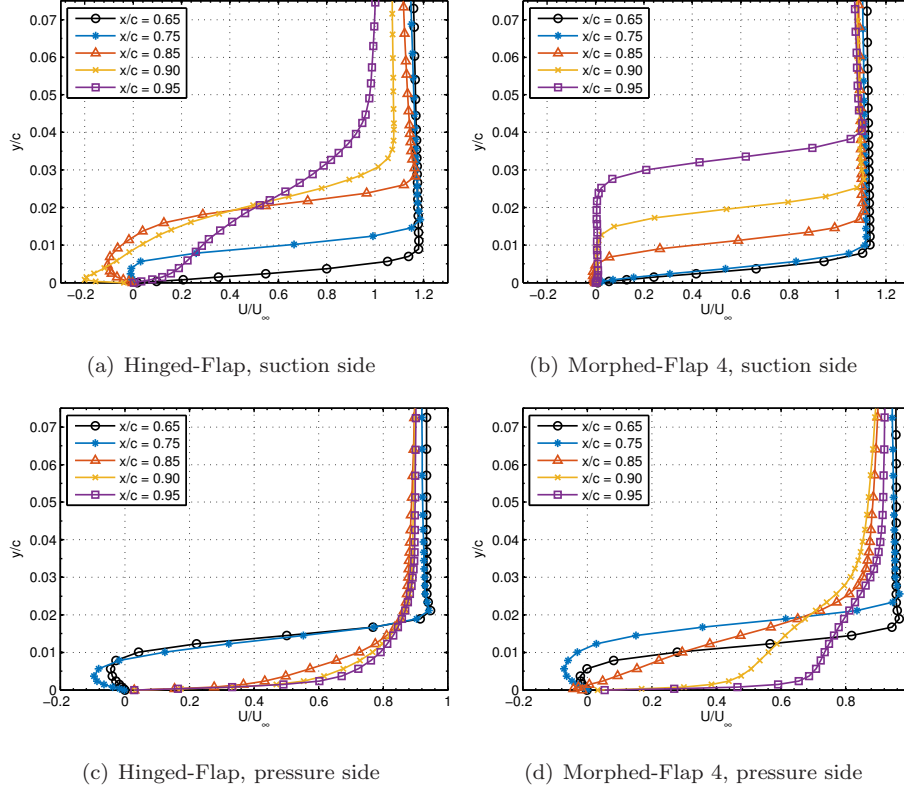 0.07
0.06
0.05
0.04
0.03
0.02
0.01
0
y/c
x/c = 0.65
x/c = 0.75
x/c = 0.85
x/c = 0.90
x/c = 0.95
−0.2 0 0.2 0.4 0.6 0.8 1 1.2
U/U∞
(a) Hinged-Flap, suction side
0.07
0.06
0.05
0.04
0.03
0.02
0.01
0
y/c
x/c = 0.65
x/c = 0.75
x/c = 0.85
x/c = 0.90
x/c = 0.95
−0.2 0 0.2 0.4 0.6 0.8 1 1.2
U/U∞
(b) Morphed-Flap 4, suction side
0.07
0.06
0.05
0.04
0.03
0.02
0.01
0
y/c
x/c = 0.65
x/c = 0.75
x/c = 0.85
x/c = 0.90
x/c = 0.95
−0.2 0 0.2 0.4 0.6 0.8 1
U/U∞
(c) Hinged-Flap, pressure side
0.07
0.06
0.05
0.04
0.03
0.02
0.01
0
y/c
x/c = 0.65
x/c = 0.75
x/c = 0.85
x/c = 0.90
x/c = 0.95
−0.2 0 0.2 0.4 0.6 0.8
U/U∞
(d) Morphed-Flap 4, pressure side